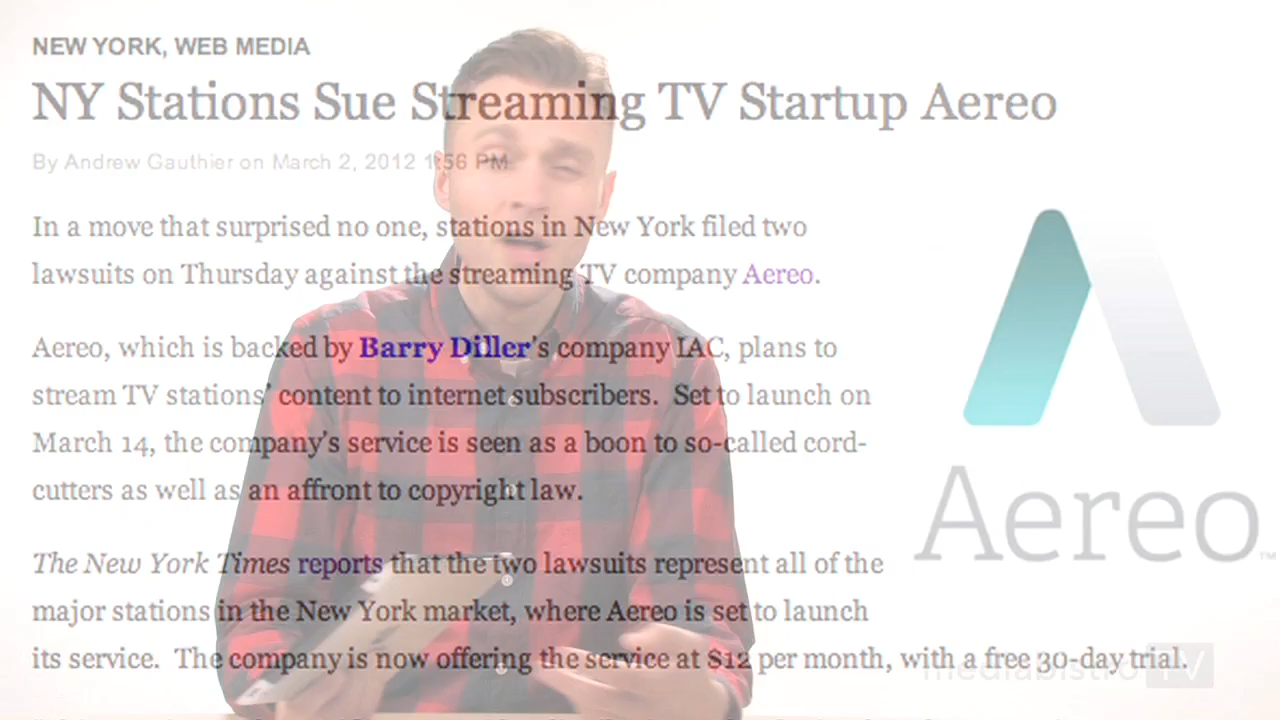 NEW YORK, WEB MEDIA
NY Stations Sue Streaming TV Startup Aereo
By Andrew Gauthier on March 2, 2012 1:56 PM
In a move that surprised no one, stations in New York filed two
lawsuits on Thursday against the streaming TV company Aereo.
Aereo, which is backed by Barry Diller's company IAC, plans to
stream TV stations' content to internet subscribers.  Set to launch on
March 14, the company's service is seen as a boon to so-called cord-
cutters as well as an affront to copyright law.
Aereo™
The New York Times reports that the two lawsuits represent all of the
major stations in the New York market, where Aereo is set to launch
its service.  The company is now offering the service at $12 per month, with a free 30-day trial.
mediabistro TV